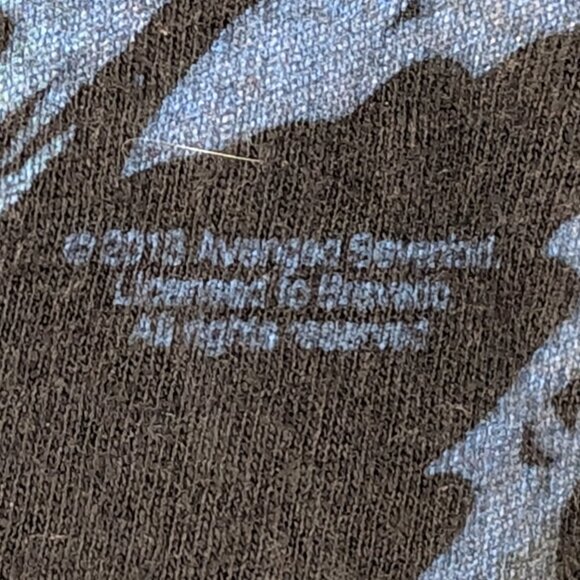 © 2013 Avenged Sevenfold.
Licensed to Bravado.
All rights reserved.